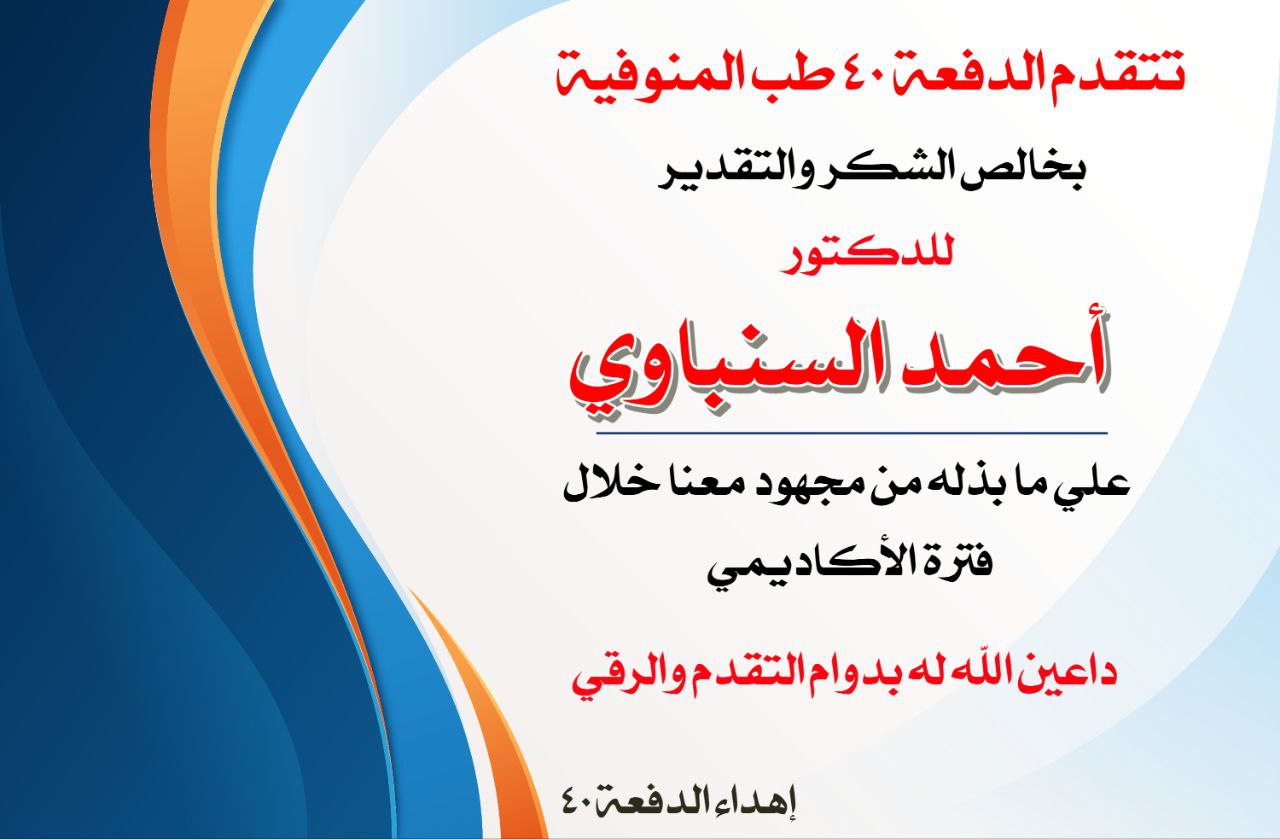 تتقدم الدفعة ٤٠ طب المنوفية
بخالص الشكر والتقدير
للدكتور
أحمد السنباوي
علي ما بذله من مجهود معنا خلال
فترة الأكاديمي
داعين الله له بدوام التقدم والرقي
إهداء الدفعة ٤٠